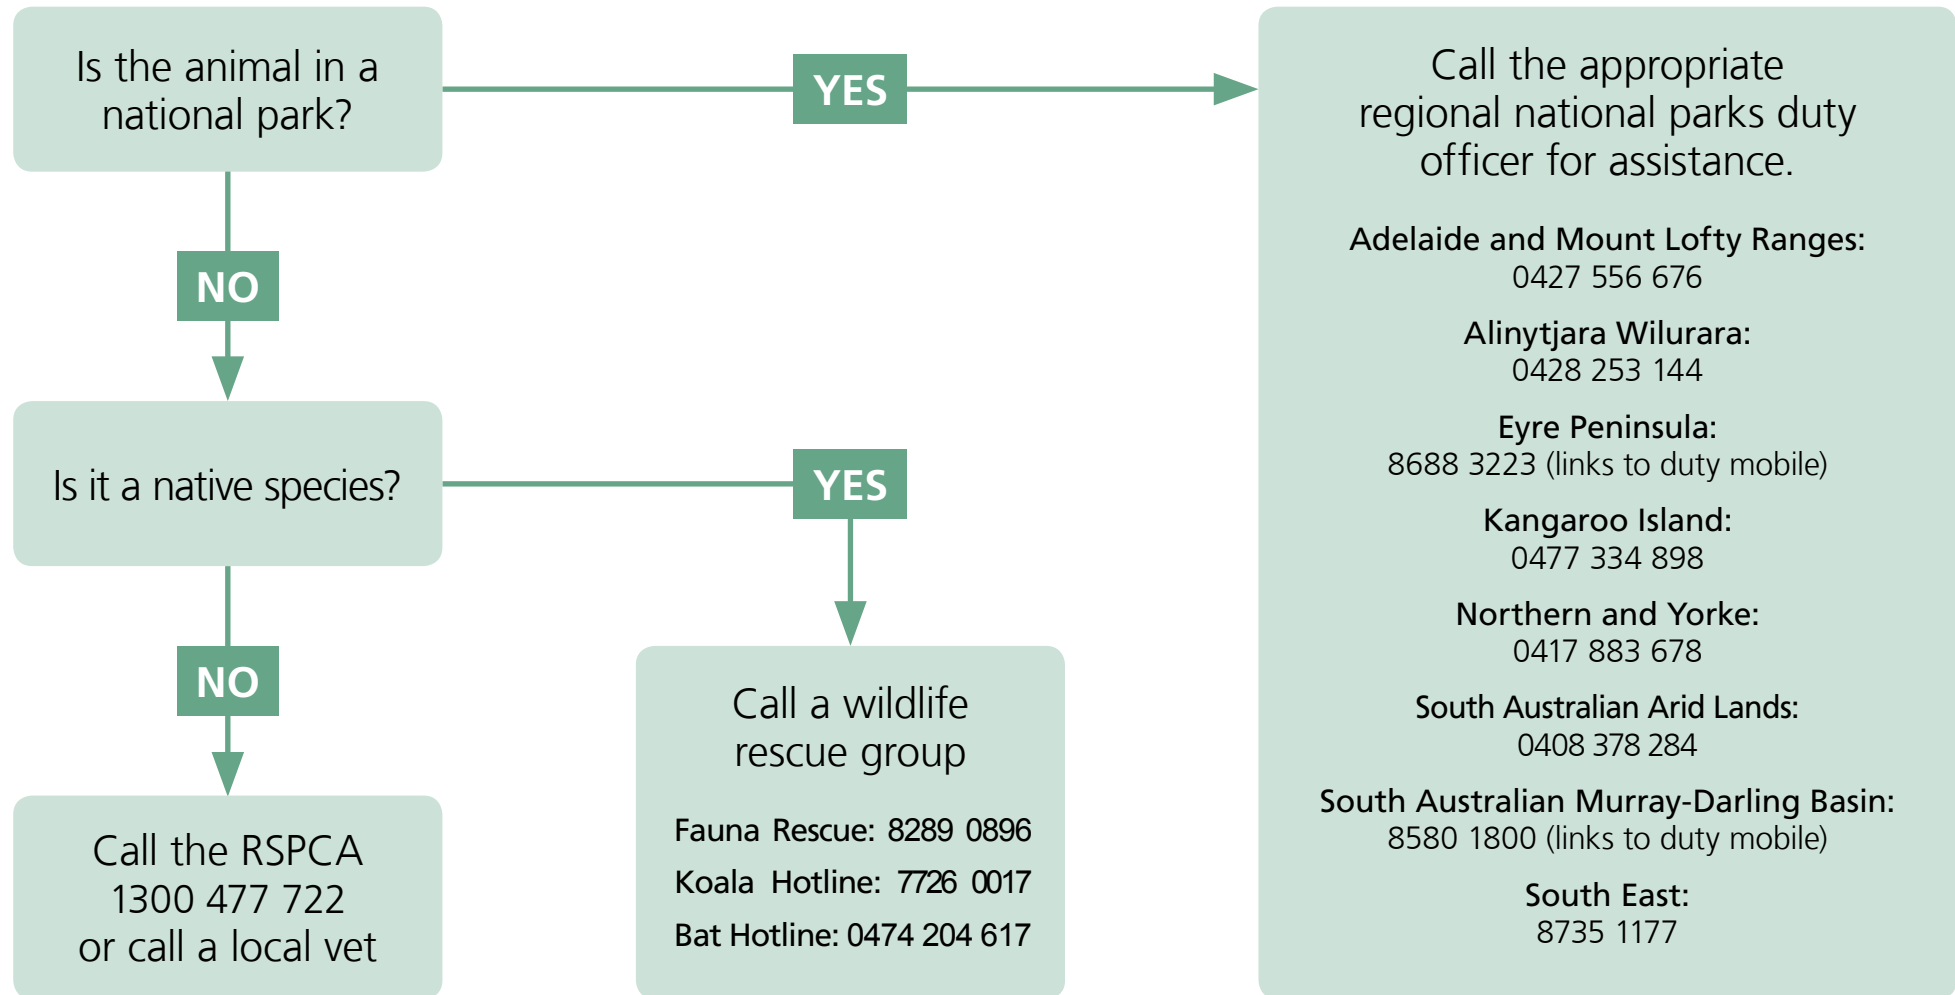 Is the animal in a
national park?
YES
NO
Is it a native species?
YES
NO
Call the RSPCA
1300 477 722
or call a local vet
Call a wildlife
rescue group
Fauna Rescue: 8289 0896
Koala Hotline: 7726 0017
Bat Hotline: 0474 204 617
Call the appropriate
regional national parks duty
officer for assistance.
Adelaide and Mount Lofty Ranges:
0427 556 676
Alinytjara Wilurara:
0428 253 144
Eyre Peninsula:
8688 3223 (links to duty mobile)
Kangaroo Island:
0477 334 898
Northern and Yorke:
0417 883 678
South Australian Arid Lands:
0408 378 284
South Australian Murray-Darling Basin:
8580 1800 (links to duty mobile)
South East:
8735 1177